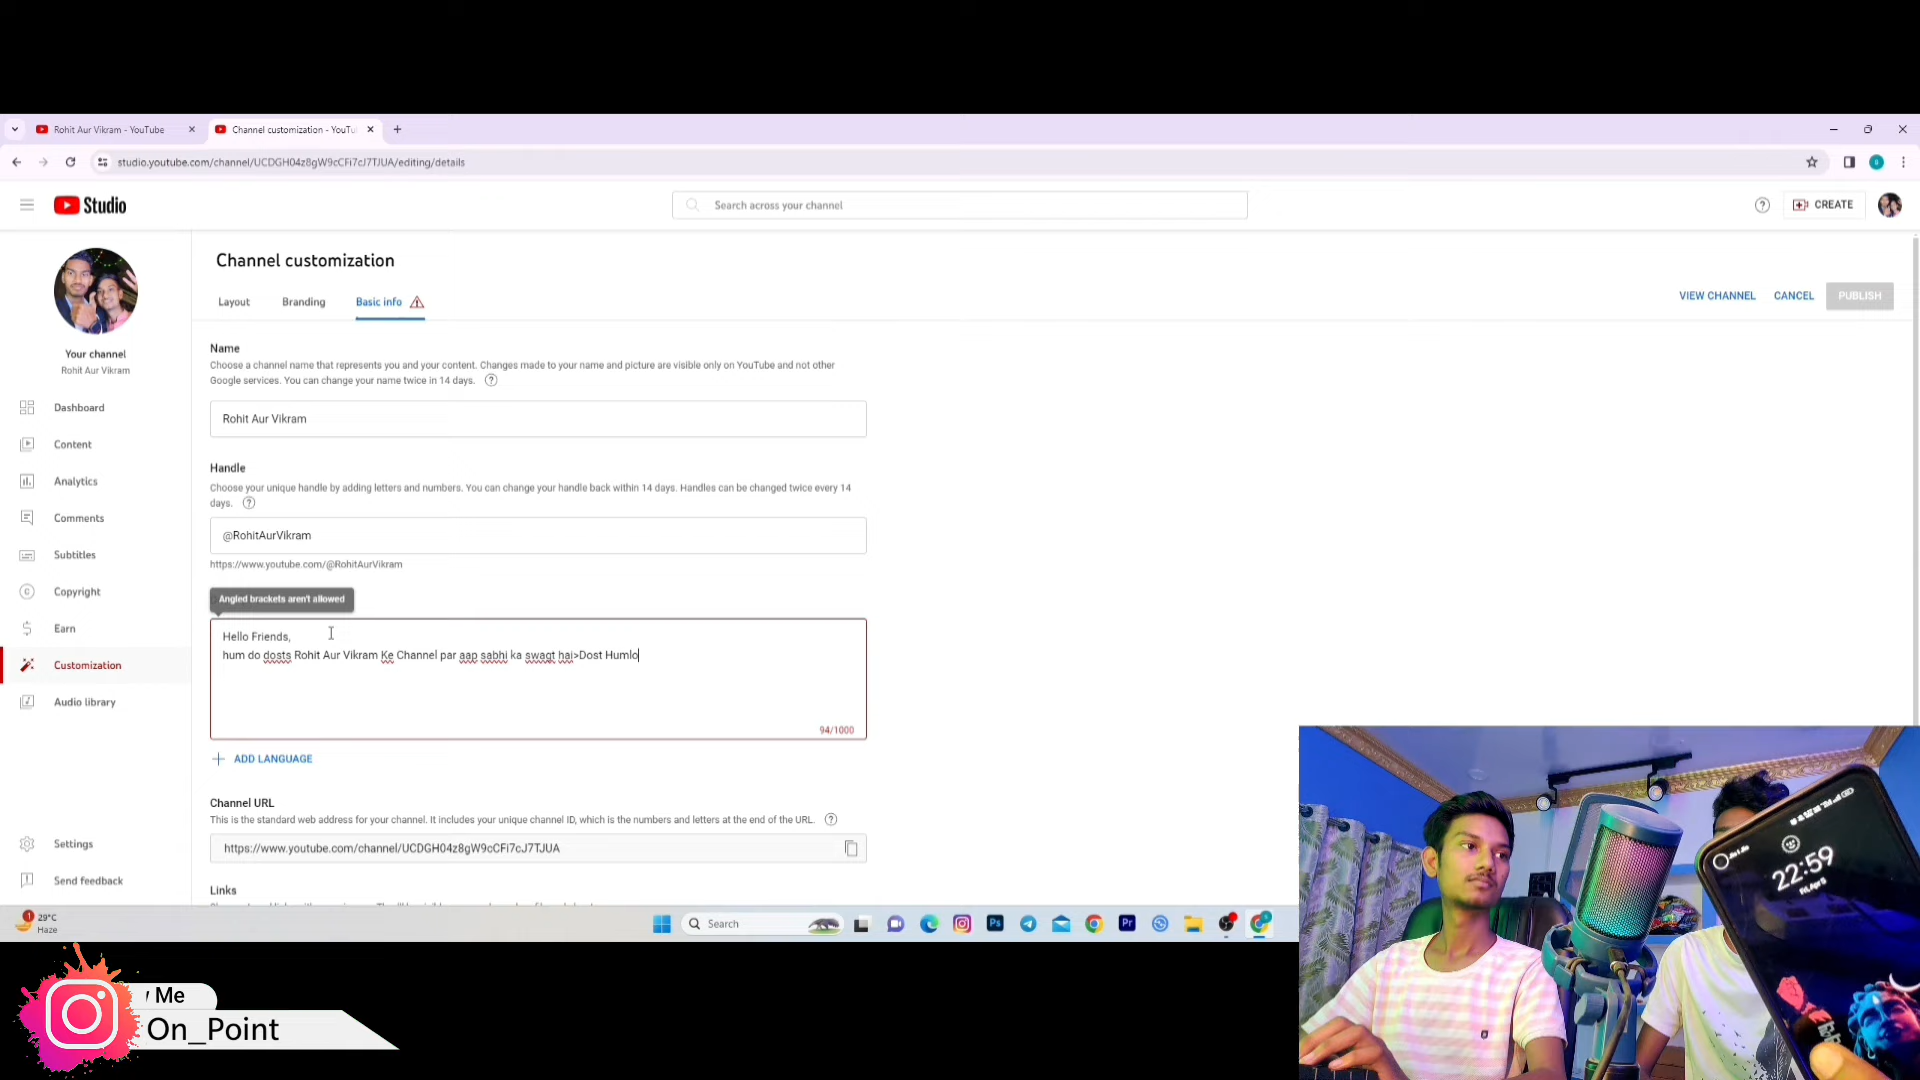 Rohit Aur Vikram - YouTube
Channel customization - YouTu
studio.youtube.com/channel/UCDGH04z8gW9cCFi7cJ7TJUA/editing/details
Studio
Search across your channel
CREATE
Channel customization
Layout
Branding
Basic info
VIEW CHANNEL
CANCEL
PUBLISH
Your channel
Rohit Aur Vikram
Dashboard
Content
Analytics
Comments
Subtitles
Copyright
Earn
Customization
Audio library
Settings
Send feedback
Name
Choose a channel name that represents you and your content. Changes made to your name and picture are visible only on YouTube and not other
Google services. You can change your name twice in 14 days.
Rohit Aur Vikram
Handle
Choose your unique handle by adding letters and numbers. You can change your handle back within 14 days. Handles can be changed twice every 14
days.
@RohitAurVikram
https://www.youtube.com/@RohitAurVikram
Angled brackets aren't allowed
Hello Friends,
hum do dosts Rohit Aur Vikram Ke Channel par aap sabhi ka swagt hai>Dost Humlo
94/1000
ADD LANGUAGE
Channel URL
This is the standard web address for your channel. It includes your unique channel ID, which is the numbers and letters at the end of the URL.
https://www.youtube.com/channel/UCDGH04z8gW9cCFi7cJ7TJUA
Links
1
29°C
Haze
Search
Ps
Pr
22:59
Fri, Apr 5
Me
On_Point